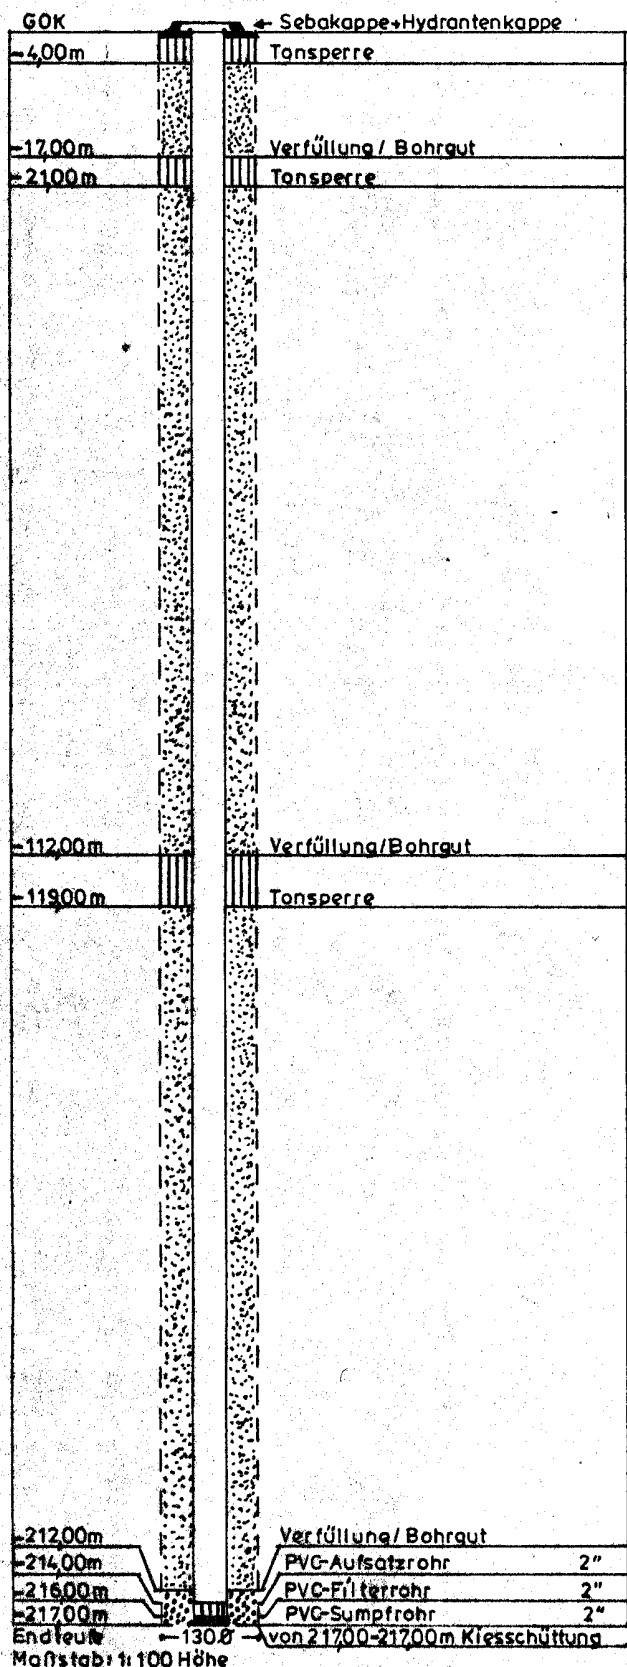 GOK ← Sebakappe+Hydrantenkappe
-4,00m Tonsperre
-17,00m Verfüllung/ Bohrgut
-21,00m Tonsperre
-112,00m Verfüllung/Bohrgut
-119,00m Tonsperre
-212,00m Verfüllung/Bohrgut
-214,00m PVC-Aufsatzrohr 2"
-216,00m PVC-Filterrohr 2"
-217,00m PVC-Sumpfrohr 2"
Endteufe 130.0 von 217,00-217,00m Kiesschüttung
Maßstab: 1:100 Höhe